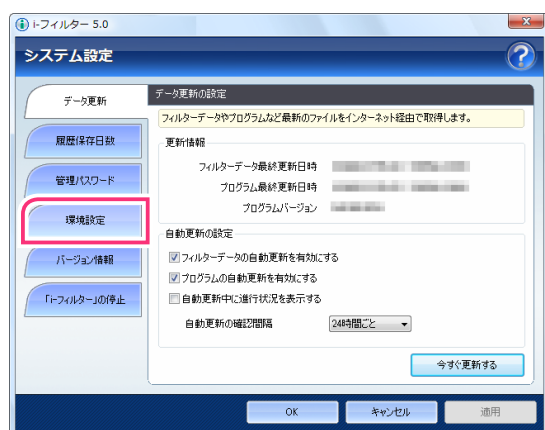 i-フィルター 5.0
システム設定
データ更新
履歴保存日数
管理パスワード
環境設定
バージョン情報
「i-フィルター」の停止
データ更新の設定
フィルターデータやプログラムなど最新のファイルをインターネット経由で取得します。
更新情報
フィルターデータ最終更新日時
プログラム最終更新日時
プログラムバージョン
自動更新の設定
フィルターデータの自動更新を有効にする
プログラムの自動更新を有効にする
自動更新中に進行状況を表示する
自動更新の確認間隔 24時間ごと
今すぐ更新する
OK キャンセル 適用